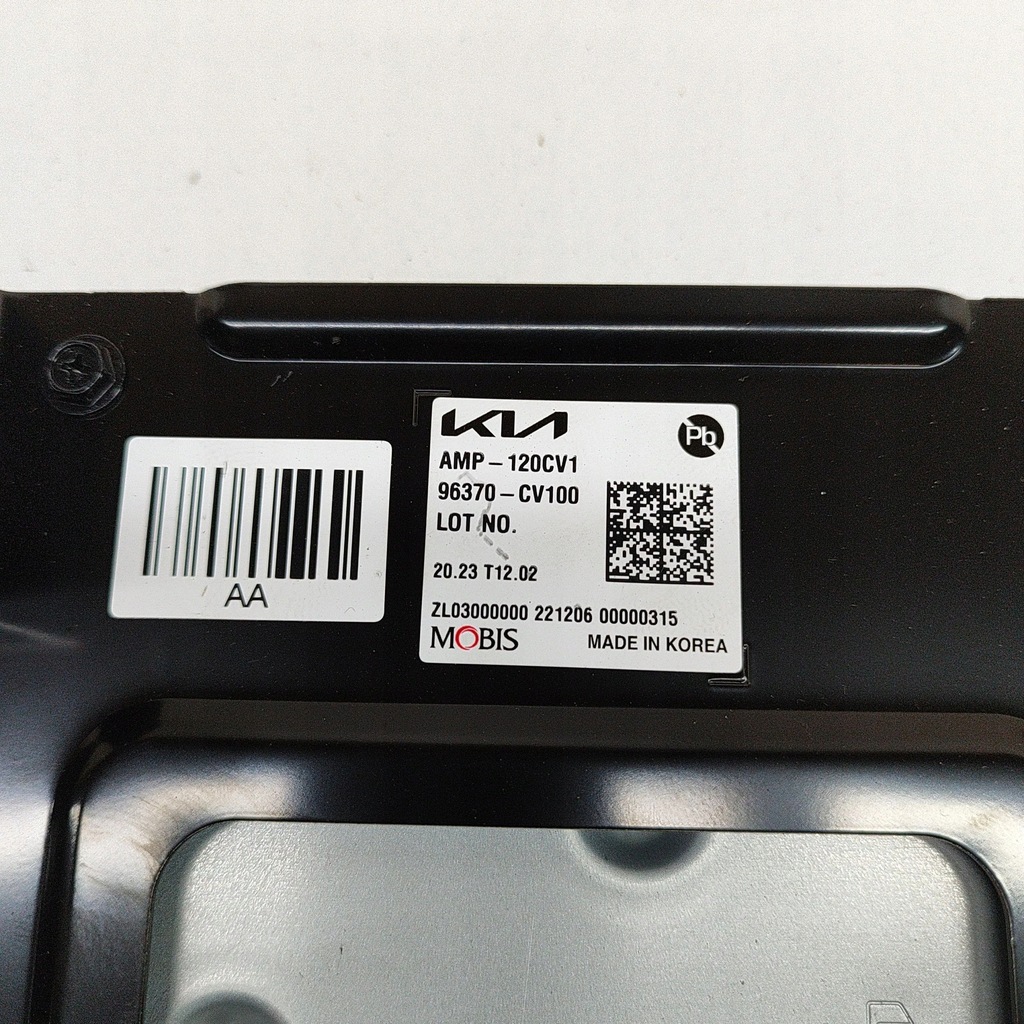 AA
KIA
Pb
AMP-120CV1
96370-CV100
LOT NO.
20.23 T12.02
ZL03000000 221206 00000315
MOBIS MADE IN KOREA